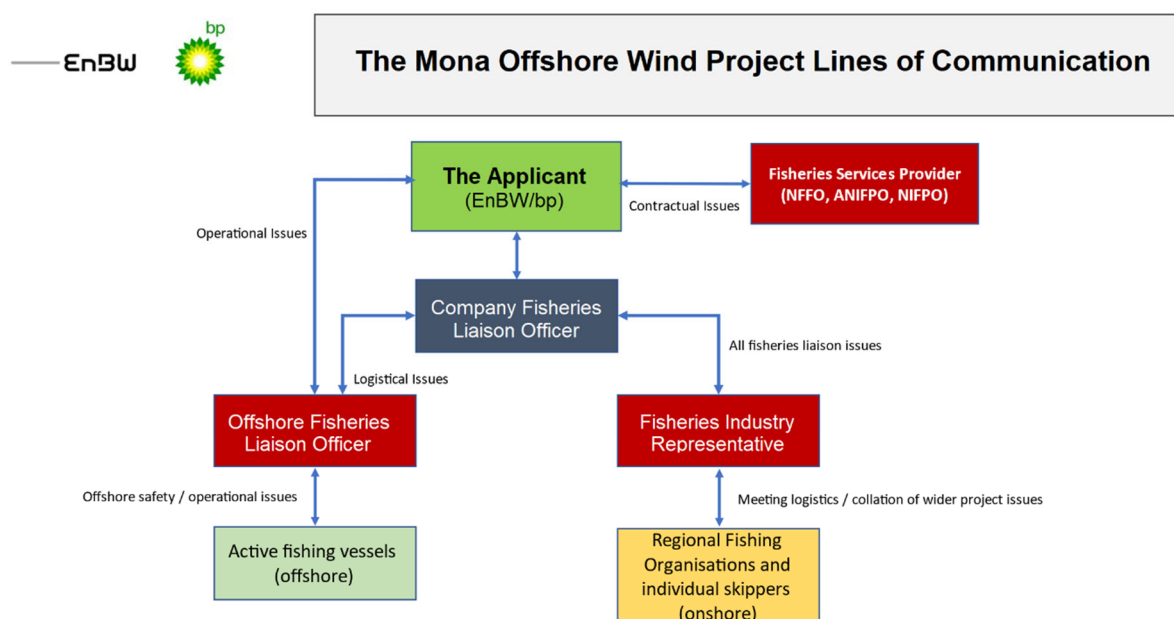 EnBW
bp
The Mona Offshore Wind Project Lines of Communication
The Applicant
(EnBW/bp)
Fisheries Services Provider
(NFFO, ANIFPO, NIFPO)
Contractual Issues
Operational Issues
Company Fisheries
Liaison Officer
All fisheries liaison issues
Logistical Issues
Offshore Fisheries
Liaison Officer
Fisheries Industry
Representative
Offshore safety / operational issues
Meeting logistics / collation of wider project issues
Active fishing vessels
(offshore)
Regional Fishing
Organisations and
individual skippers
(onshore)